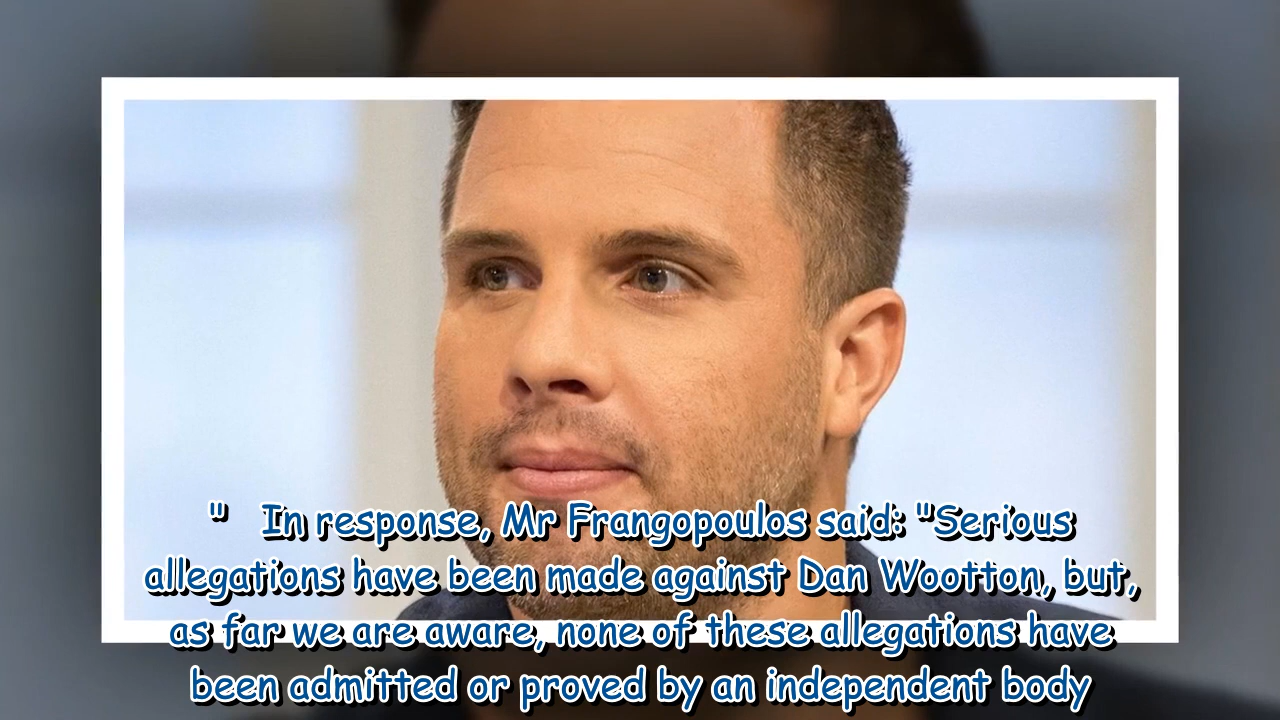 "   In response, Mr Frangopoulos said: "Serious
allegations have been made against Dan Wootton, but,
as far we are aware, none of these allegations have
been admitted or proved by an independent body